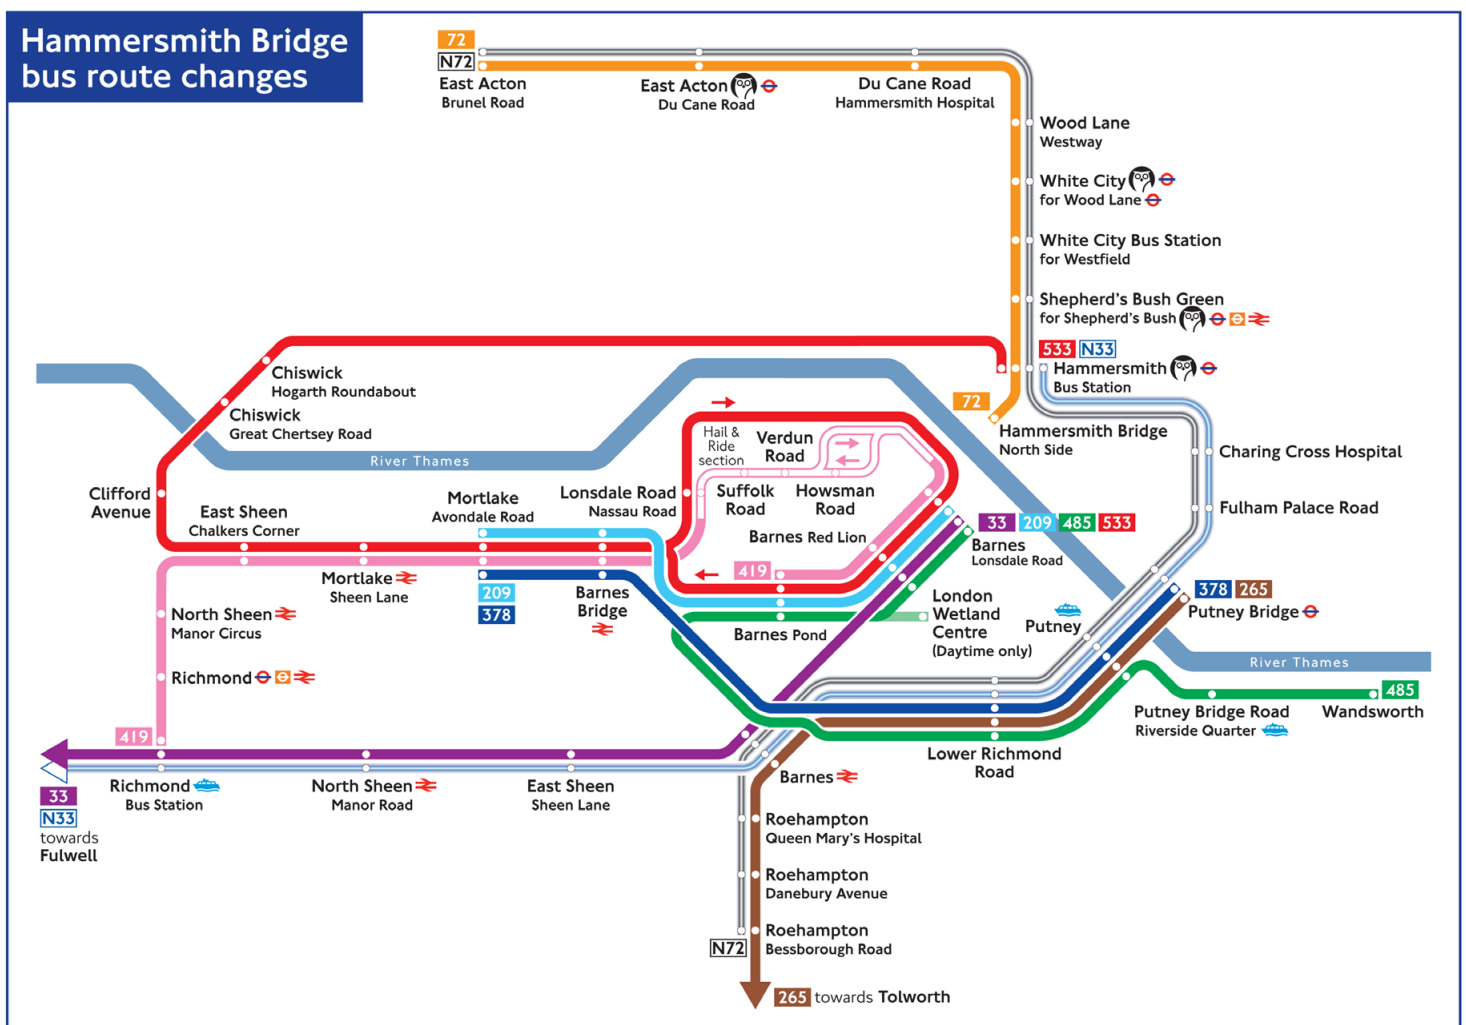 Hammersmith Bridge
bus route changes
72
N72
East Acton
Brunel Road
East Acton
Du Cane Road
Du Cane Road
Hammersmith Hospital
Wood Lane
Westway
White City
for Wood Lane
White City Bus Station
for Westfield
Shepherd's Bush Green
for Shepherd's Bush
533 N33
Hammersmith
Bus Station
72
Hammersmith Bridge
North Side
Charing Cross Hospital
Fulham Palace Road
Chiswick
Hogarth Roundabout
Chiswick
Great Chertsey Road
River Thames
Clifford
Avenue
East Sheen
Chalkers Corner
Mortlake
Avondale Road
Lonsdale Road
Nassau Road
Hail &
Ride
section
Verdun
Road
Suffolk
Road
Howsman
Road
Barnes Red Lion
419
33 209 485 533
Barnes
Lonsdale Road
Mortlake
Sheen Lane
209
378
Barnes
Bridge
Barnes Pond
London
Wetland
Centre
(Daytime only)
Putney
378 265
Putney Bridge
River Thames
North Sheen
Manor Circus
Richmond
419
Richmond
Bus Station
North Sheen
Manor Road
East Sheen
Sheen Lane
33
N33
towards
Fulwell
Lower Richmond
Road
Putney Bridge Road
Riverside Quarter
485
Wandsworth
Barnes
Roehampton
Queen Mary's Hospital
Roehampton
Danebury Avenue
Roehampton
Bessborough Road
N72
265 towards Tolworth